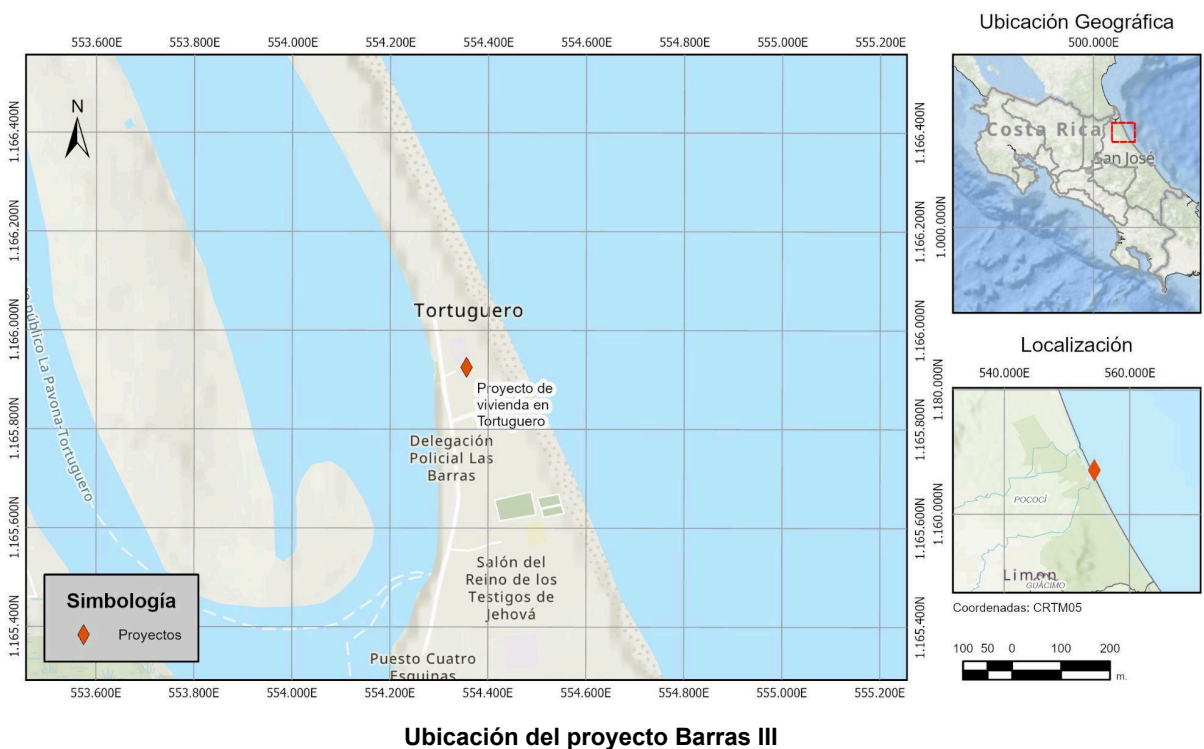 553.600E 553.800E 554.000E 554.200E 554.400E 554.600E 554.800E 555.000E 555.200E
1.166.400N
1.166.200N
1.166.000N
1.165.800N
1.165.600N
1.165.400N
N
Tortuguero
Proyecto de
vivienda en
Tortuguero
Delegación
Policial Las
Barras
público La Pavona-Tortuguero
Salón del
Reino de los
Testigos de
Jehová
Puesto Cuatro
Esquinas
Simbología
Proyectos
1.166.400N
1.166.200N
1.166.000N
1.165.800N
1.165.600N
1.165.400N
553.600E 553.800E 554.000E 554.200E 554.400E 554.600E 554.800E 555.000E 555.200E
Ubicación Geográfica
500.000E
1.0000.000N
Costa Rica
San José
Localización
540.000E 560.000E
1.180.000N
1.160.000N
POCOCÍ
Limon
GUÁCIMO
Coordenadas: CRTM05
100 50 0 100 200
m.
Ubicación del proyecto Barras III